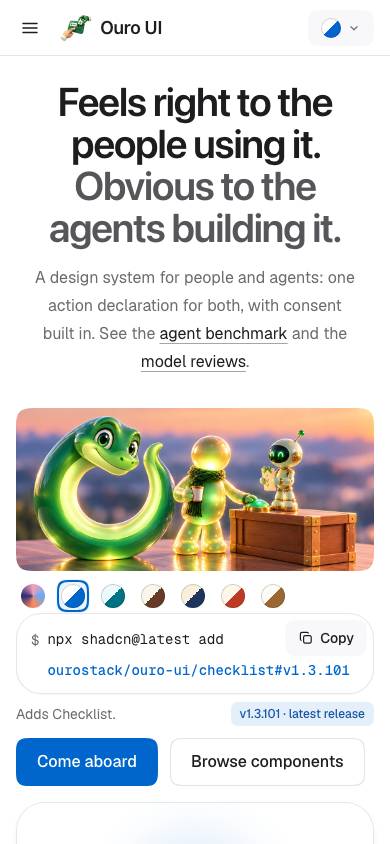 Ouro UI
Feels right to the
people using it.
Obvious to the
agents building it.
A design system for people and agents: one
action declaration for both, with consent
built in. See the agent benchmark and the
model reviews.
$ npx shadcn@latest add
Copy
ourostack/ouro-ui/checklist#v1.3.101
Adds Checklist.
v1.3.101 · latest release
Come aboard
Browse components